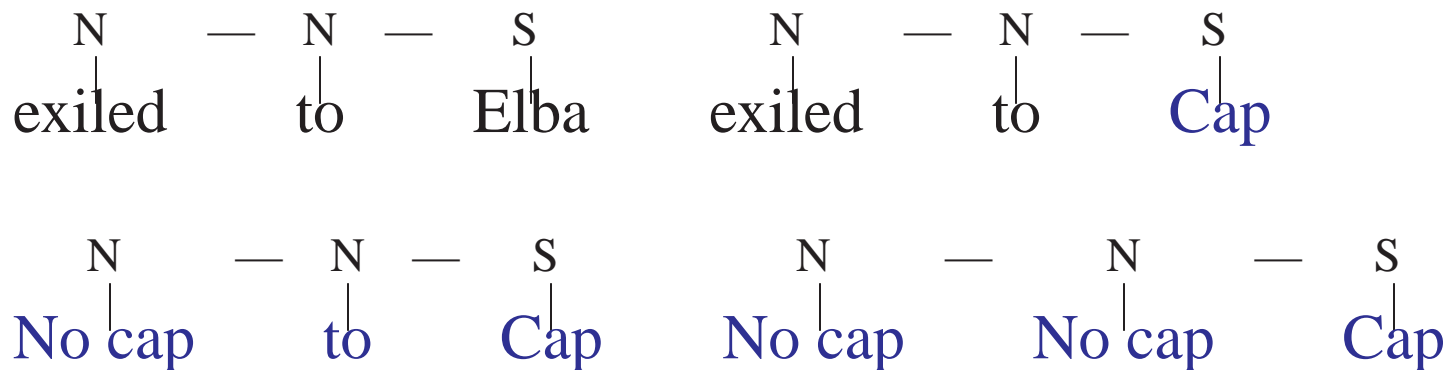 N — N — S N — N — S
exiled to Elba exiled to Cap
N — N — S N — N — S
No cap to Cap No cap No cap Cap